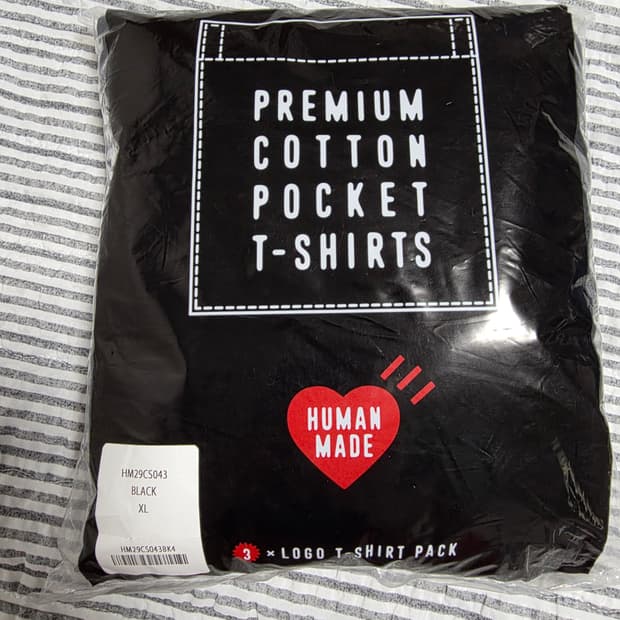 PREMIUM
COTTON
POCKET
T-SHIRTS
HUMAN
MADE
HM29CS043
BLACK
XL
HM29CS043BK4
3 × LOGO T-SHIRT PACK